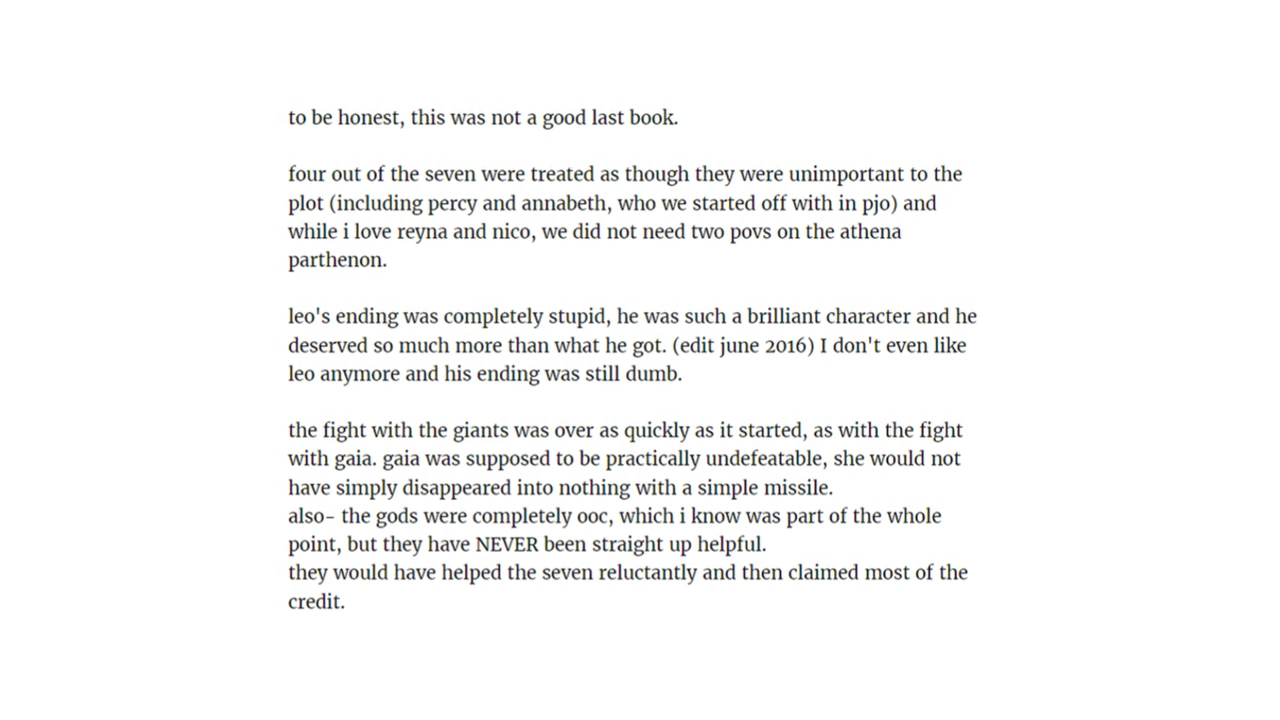 to be honest, this was not a good last book.
four out of the seven were treated as though they were unimportant to the
plot (including percy and annabeth, who we started off with in pjo) and
while i love reyna and nico, we did not need two povs on the athena
parthenon.
leo's ending was completely stupid, he was such a brilliant character and he
deserved so much more than what he got. (edit june 2016) I don't even like
leo anymore and his ending was still dumb.
the fight with the giants was over as quickly as it started, as with the fight
with gaia. gaia was supposed to be practically undefeatable, she would not
have simply disappeared into nothing with a simple missile.
also- the gods were completely ooc, which i know was part of the whole
point, but they have NEVER been straight up helpful.
they would have helped the seven reluctantly and then claimed most of the
credit.